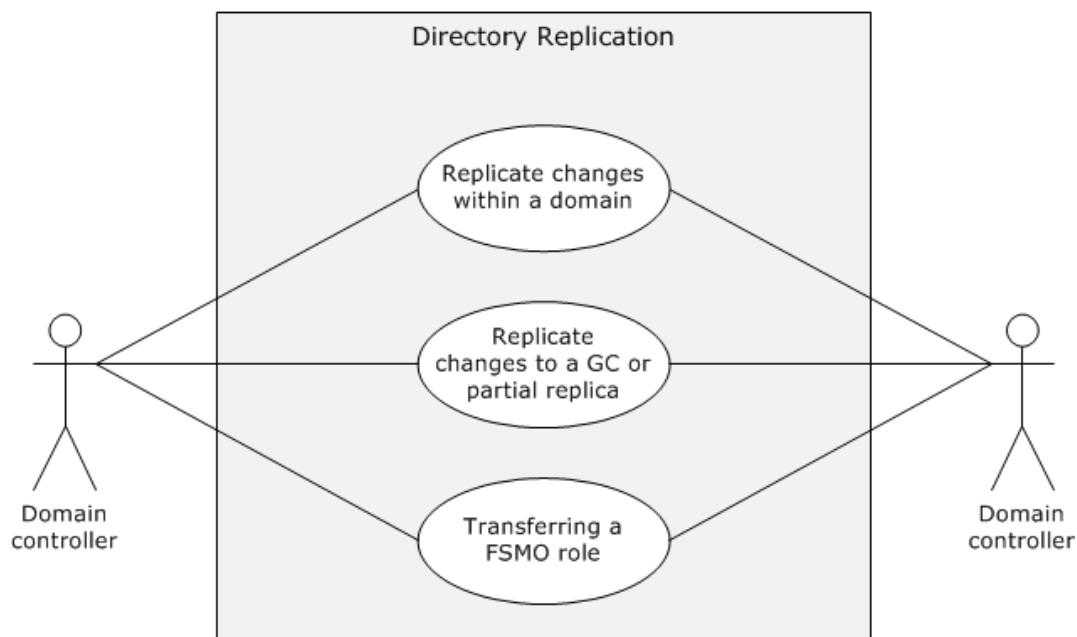 Directory Replication
Replicate changes
within a domain
Replicate
changes to a GC or
partial replica
Transferring a
FSMO role
Domain
controller
Domain
controller